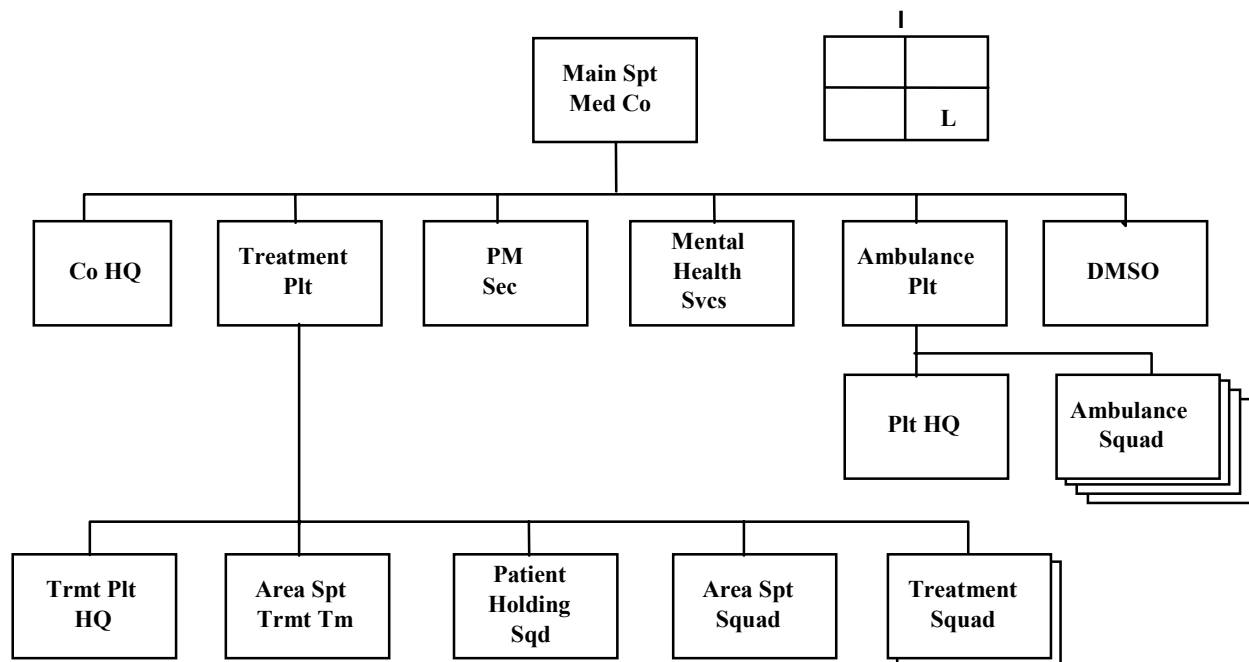 I
Main Spt
Med Co
L
Co HQ
Treatment
Plt
PM
Sec
Mental
Health
Svcs
Ambulance
Plt
DMSO
Plt HQ
Ambulance
Squad
Trmt Plt
HQ
Area Spt
Trmt Tm
Patient
Holding
Sqd
Area Spt
Squad
Treatment
Squad